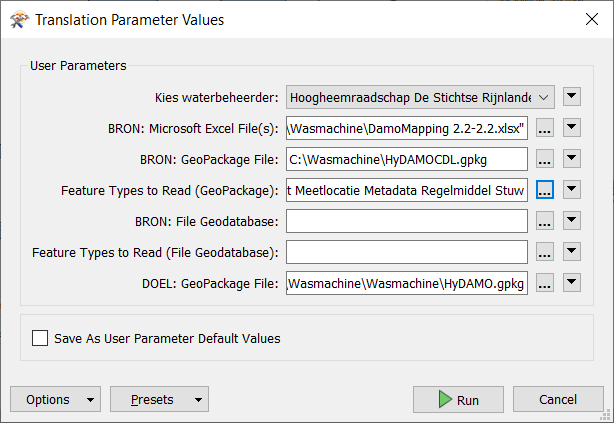 Translation Parameter Values
User Parameters
Kies waterbeheerder: Hoogheemraadschap De Stichtse Rijnlande
BRON: Microsoft Excel File(s): \Wasmachine\DamoMapping 2.2-2.2.xlsx" ...
BRON: GeoPackage File: C:\Wasmachine\HyDAMOCDL.gpkg ...
Feature Types to Read (GeoPackage): t Meetlocatie Metadata Regelmiddel Stuw ...
BRON: File Geodatabase: ...
Feature Types to Read (File Geodatabase): ...
DOEL: GeoPackage File: \Wasmachine\Wasmachine\HyDAMO.gpkg ...
Save As User Parameter Default Values
Options Presets Run Cancel